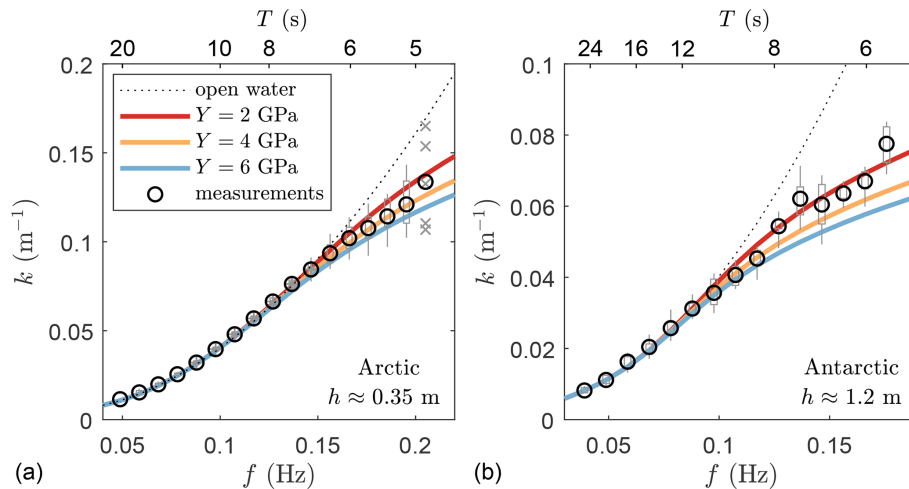 T (s)
20 10 8 6 5
0.2
0.15
0.1
0.05
0
k (m⁻¹)
open water
Y = 2 GPa
Y = 4 GPa
Y = 6 GPa
measurements
Arctic
h ≈ 0.35 m
0.05 0.1 0.15 0.2
f (Hz)
(a)
T (s)
24 16 12 8 6
0.1
0.08
0.06
0.04
0.02
0
k (m⁻¹)
Antarctic
h ≈ 1.2 m
0.05 0.1 0.15
f (Hz)
(b)